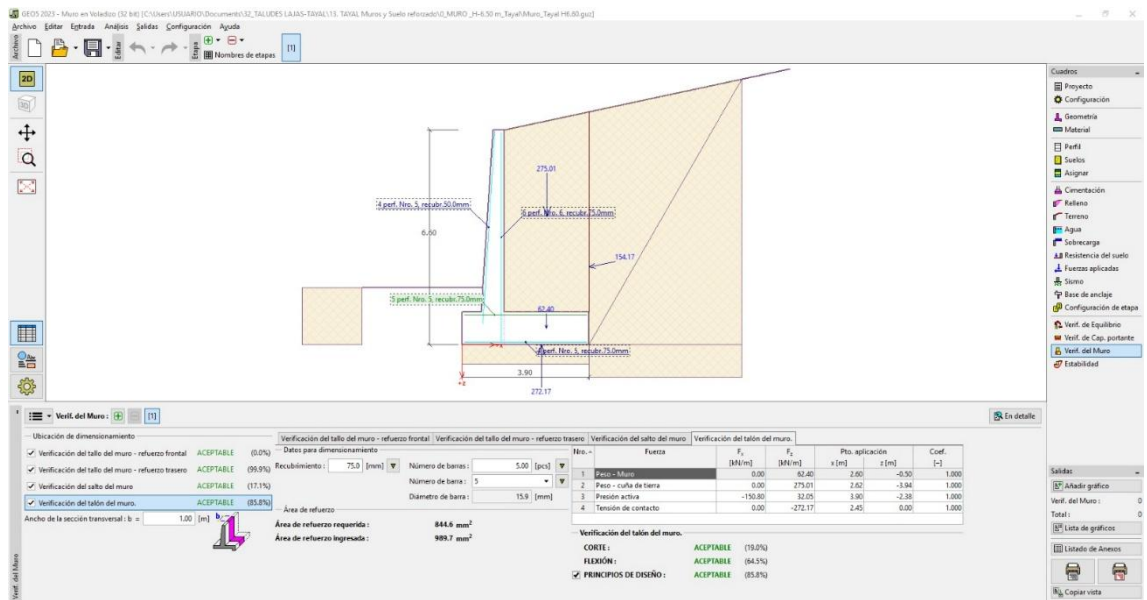 GEO5 2023 - Muro en Voladizo (32 bit) [C:\Users\USUARIO\Documents\32_TALUDES LAJAS-TAYAL\13. TAYAL Muros y Suelo reforzado\0_MURO _H-6.50 m_Tayal\Muro_Tayal H6.80.guz]
Archivo Editar Entrada Análisis Salidas Configuración Ayuda
Archivo
Editar
Etapa
Nombres de etapas
[1]
2D
3D
275.01
4 perf. Nro. 5, recubr.50.0mm
6 perf. Nro. 6, recubr.75.0mm
6.60
154.17
5 perf. Nro. 5, recubr.75.0mm
62.40
perf. Nro. 5, recubr.75.0mm
+x
3.90
+z
272.17
Cuadros
Proyecto
Configuración
Geometría
Material
Perfil
Suelos
Asignar
Cimentación
Relleno
Terreno
Agua
Sobrecarga
Resistencia del suelo
Fuerzas aplicadas
Sismo
Base de anclaje
Configuración de etapa
Verif. de Equilibrio
Verif. de Cap. portante
Verif. del Muro
Estabilidad
Verif. del Muro : [1]
En detalle
Ubicación de dimensionamiento
Verificación del tallo del muro - refuerzo frontal ACEPTABLE (0.0%)
Verificación del tallo del muro - refuerzo trasero ACEPTABLE (99.9%)
Verificación del salto del muro ACEPTABLE (17.1%)
Verificación del talón del muro. ACEPTABLE (85.8%)
Ancho de la sección transversal : b = 1.00 [m]
Verificación del tallo del muro - refuerzo frontal Verificación del tallo del muro - refuerzo trasero Verificación del salto del muro Verificación del talón del muro.
Datos para dimensionamiento
Recubrimiento : 75.0 [mm] Número de barras : 5.00 [pcs]
Número de barra : 5
Diámetro de barra : 15.9 [mm]
Área de refuerzo
Área de refuerzo requerida : 844.6 mm²
Área de refuerzo ingresada : 989.7 mm²
Nro. Fuerza Fx Fz Pto. aplicación Coef.
[kN/m] [kN/m] x [m] z [m] [–]
1 Peso - Muro 0.00 62.40 2.60 -0.50 1.000
2 Peso - cuña de tierra 0.00 275.01 2.62 -3.94 1.000
3 Presión activa -150.80 32.05 3.90 -2.38 1.000
4 Tensión de contacto 0.00 -272.17 2.45 0.00 1.000
Verificación del talón del muro.
CORTE : ACEPTABLE (19.0%)
FLEXIÓN : ACEPTABLE (64.5%)
PRINCIPIOS DE DISEÑO : ACEPTABLE (85.8%)
Verif. del Muro
Salidas
Añadir gráfico
Verif. del Muro : 0
Total : 0
Lista de gráficos
Listado de Anexos
Copiar vista